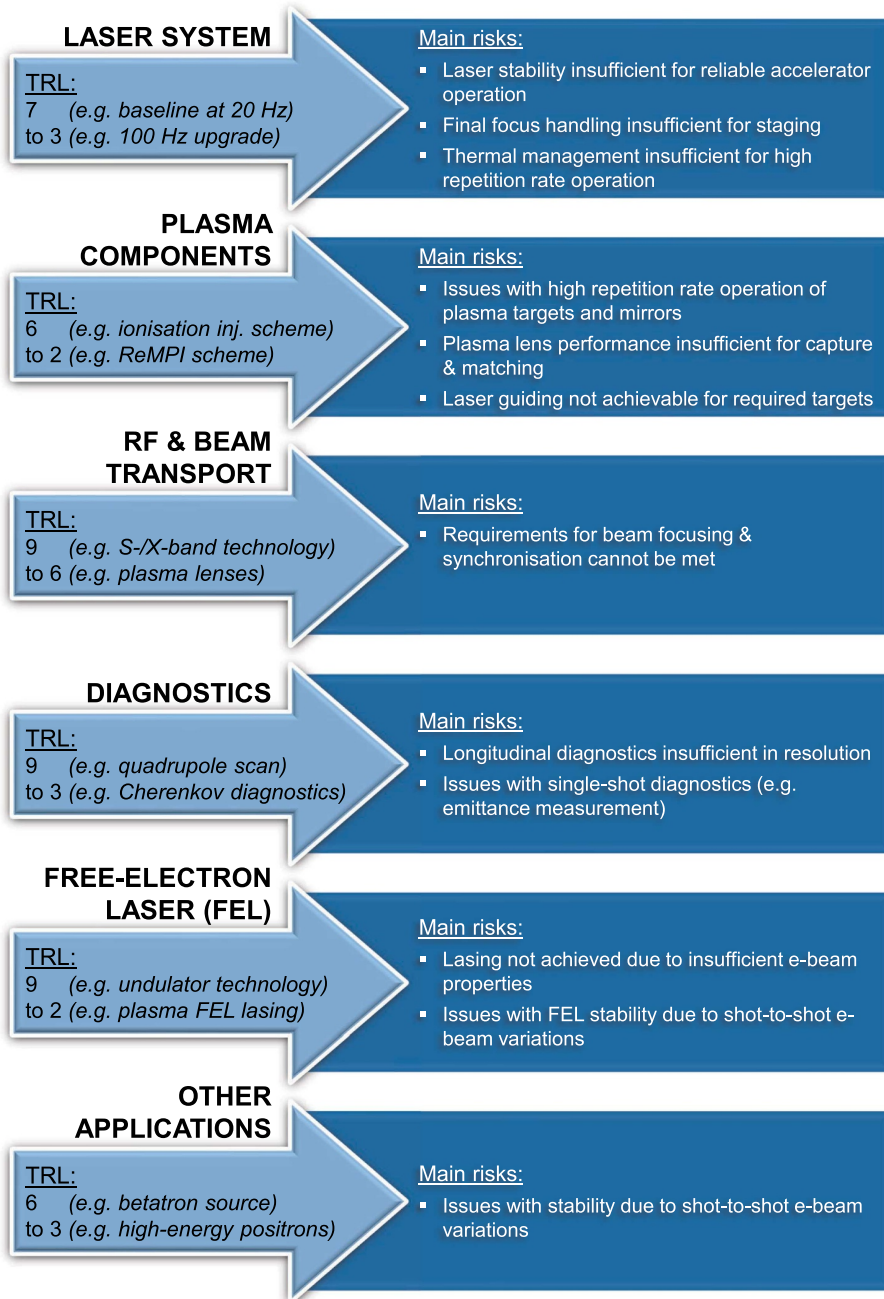 LASER SYSTEM
TRL:
7 (e.g. baseline at 20 Hz)
to 3 (e.g. 100 Hz upgrade)
Main risks:
▪ Laser stability insufficient for reliable accelerator
operation
▪ Final focus handling insufficient for staging
▪ Thermal management insufficient for high
repetition rate operation
PLASMA
COMPONENTS
TRL:
6 (e.g. ionisation inj. scheme)
to 2 (e.g. ReMPI scheme)
Main risks:
▪ Issues with high repetition rate operation of
plasma targets and mirrors
▪ Plasma lens performance insufficient for capture
& matching
▪ Laser guiding not achievable for required targets
RF & BEAM
TRANSPORT
TRL:
9 (e.g. S-/X-band technology)
to 6 (e.g. plasma lenses)
Main risks:
▪ Requirements for beam focusing &
synchronisation cannot be met
DIAGNOSTICS
TRL:
9 (e.g. quadrupole scan)
to 3 (e.g. Cherenkov diagnostics)
Main risks:
▪ Longitudinal diagnostics insufficient in resolution
▪ Issues with single-shot diagnostics (e.g.
emittance measurement)
FREE-ELECTRON
LASER (FEL)
TRL:
9 (e.g. undulator technology)
to 2 (e.g. plasma FEL lasing)
Main risks:
▪ Lasing not achieved due to insufficient e-beam
properties
▪ Issues with FEL stability due to shot-to-shot e-
beam variations
OTHER
APPLICATIONS
TRL:
6 (e.g. betatron source)
to 3 (e.g. high-energy positrons)
Main risks:
▪ Issues with stability due to shot-to-shot e-beam
variations